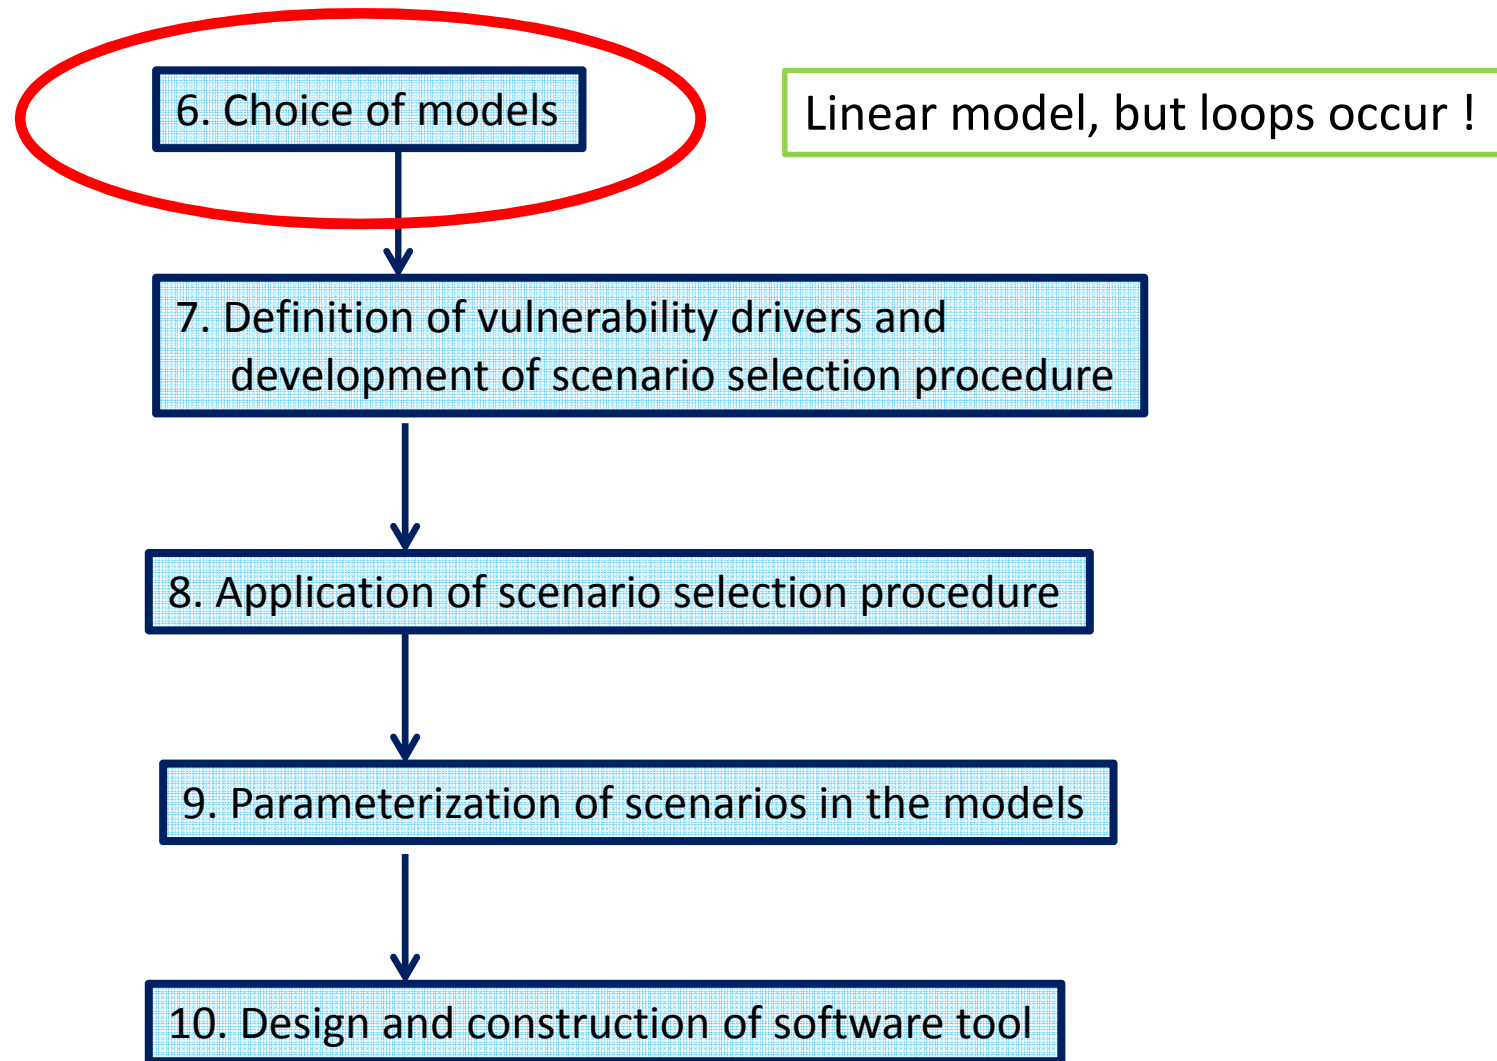 6. Choice of models
Linear model, but loops occur !
7. Definition of vulnerability drivers and
development of scenario selection procedure
8. Application of scenario selection procedure
9. Parameterization of scenarios in the models
10. Design and construction of software tool